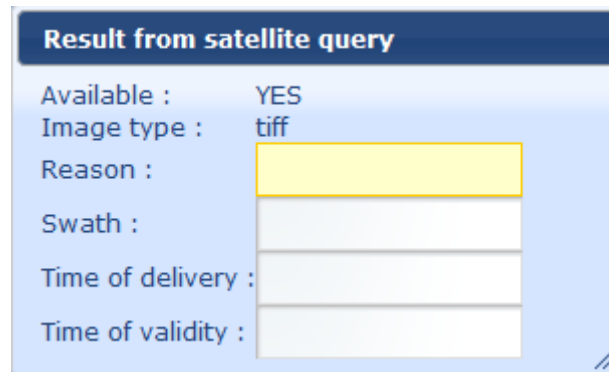 Result from satellite query
Available : YES
Image type : tiff
Reason :
Swath :
Time of delivery :
Time of validity :